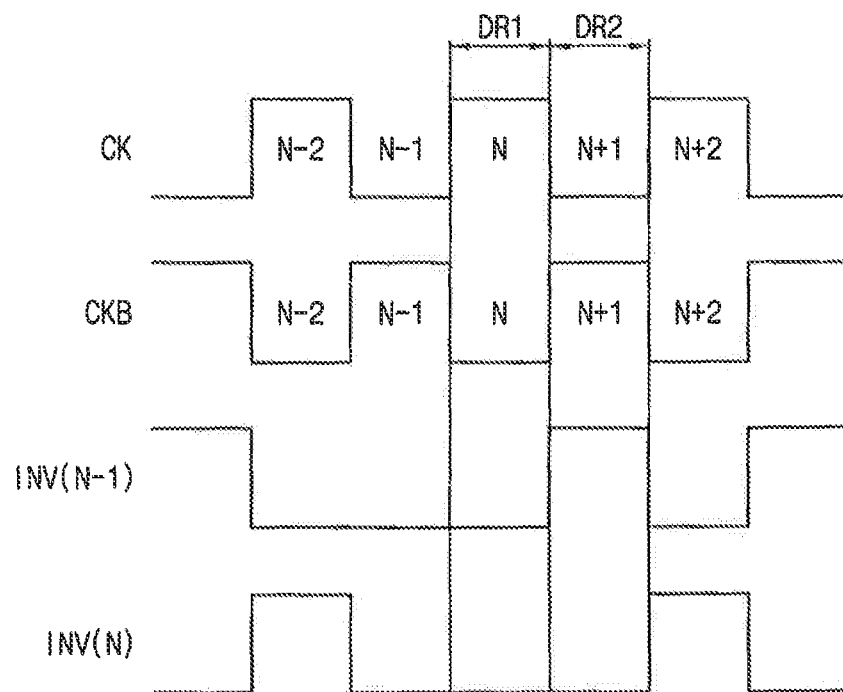 DR1 DR2
CK N-2 N-1 N N+1 N+2
CKB N-2 N-1 N N+1 N+2
INV(N-1)
INV(N)